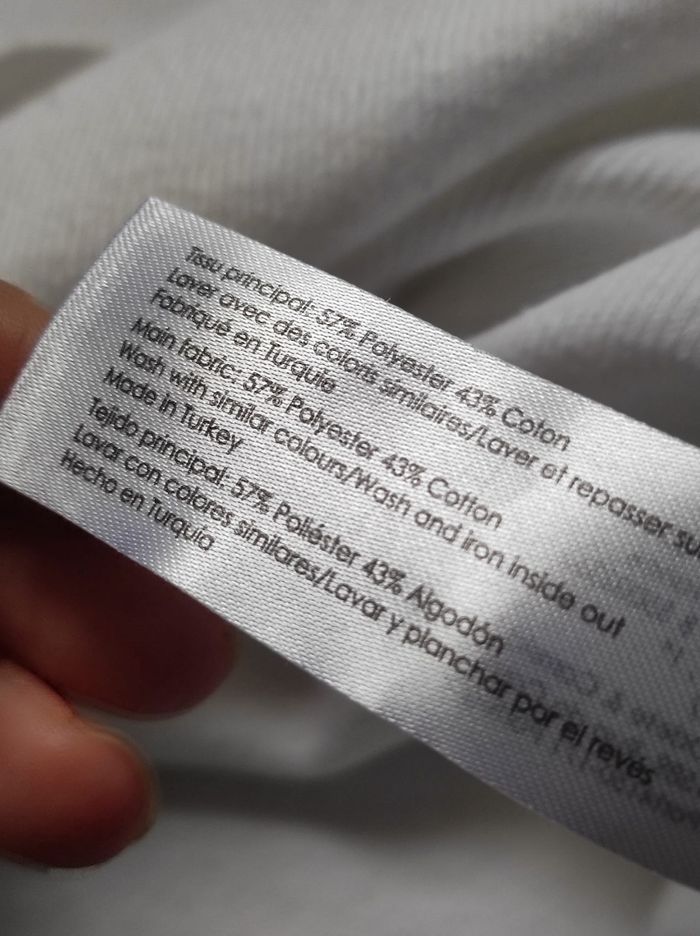 Tissu principal: 57% Polyester 43% Coton
Laver avec des coloris similaires/Laver et repasser su
Fabriqué en Turquie
Main fabric: 57% Polyester 43% Cotton
Wash with similar colours/Wash and iron inside out
Made in Turkey
Tejido principal: 57% Poliéster 43% Algodón
Lavar con colores similares/Lavar y planchar por el revés
Hecho en Turquía